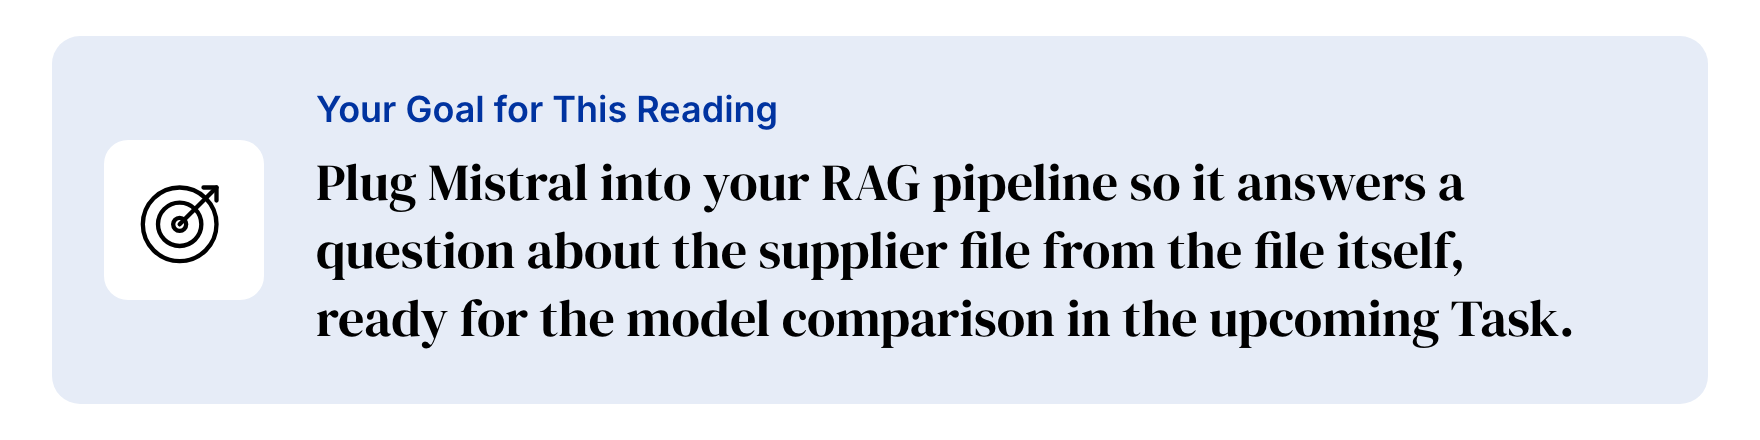 Your Goal for This Reading
Plug Mistral into your RAG pipeline so it answers a
question about the supplier file from the file itself,
ready for the model comparison in the upcoming Task.